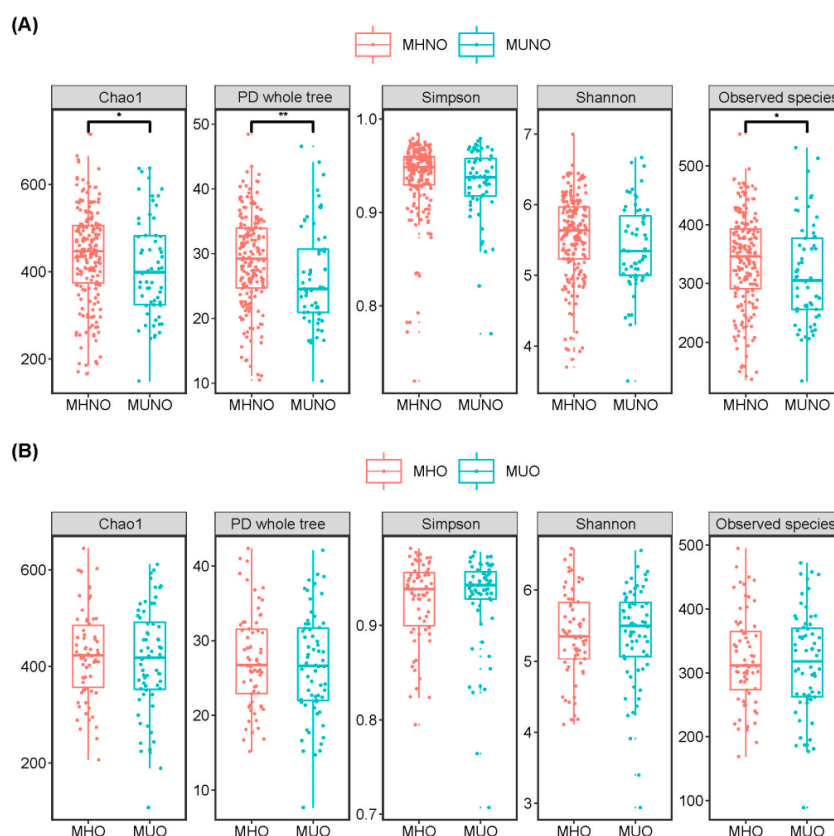 (A)
MHNO MUNO
Chao1 PD whole tree Simpson Shannon Observed species
* ** *
600 400 200
50 40 30 20 10
1.0 0.9 0.8
7 6 5 4
500 400 300 200
MHNO MUNO MHNO MUNO MHNO MUNO MHNO MUNO MHNO MUNO
(B)
MHO MUO
Chao1 PD whole tree Simpson Shannon Observed species
600 400 200
40 30 20 10
0.9 0.8 0.7
6 5 4 3
500 400 300 200 100
MHO MUO MHO MUO MHO MUO MHO MUO MHO MUO